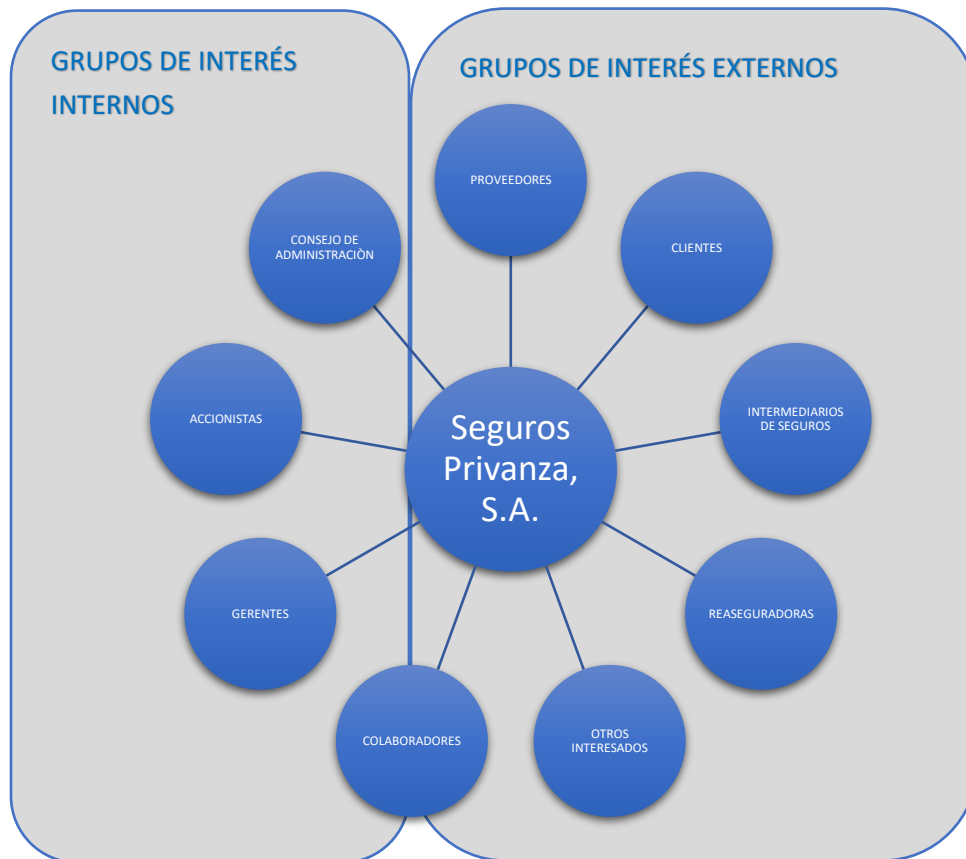 GRUPOS DE INTERÉS
INTERNOS
GRUPOS DE INTERÉS EXTERNOS
PROVEEDORES
CONSEJO DE
ADMINISTRACIÒN
CLIENTES
ACCIONISTAS
INTERMEDIARIOS
DE SEGUROS
Seguros
Privanza,
S.A.
GERENTES
REASEGURADORAS
COLABORADORES
OTROS
INTERESADOS